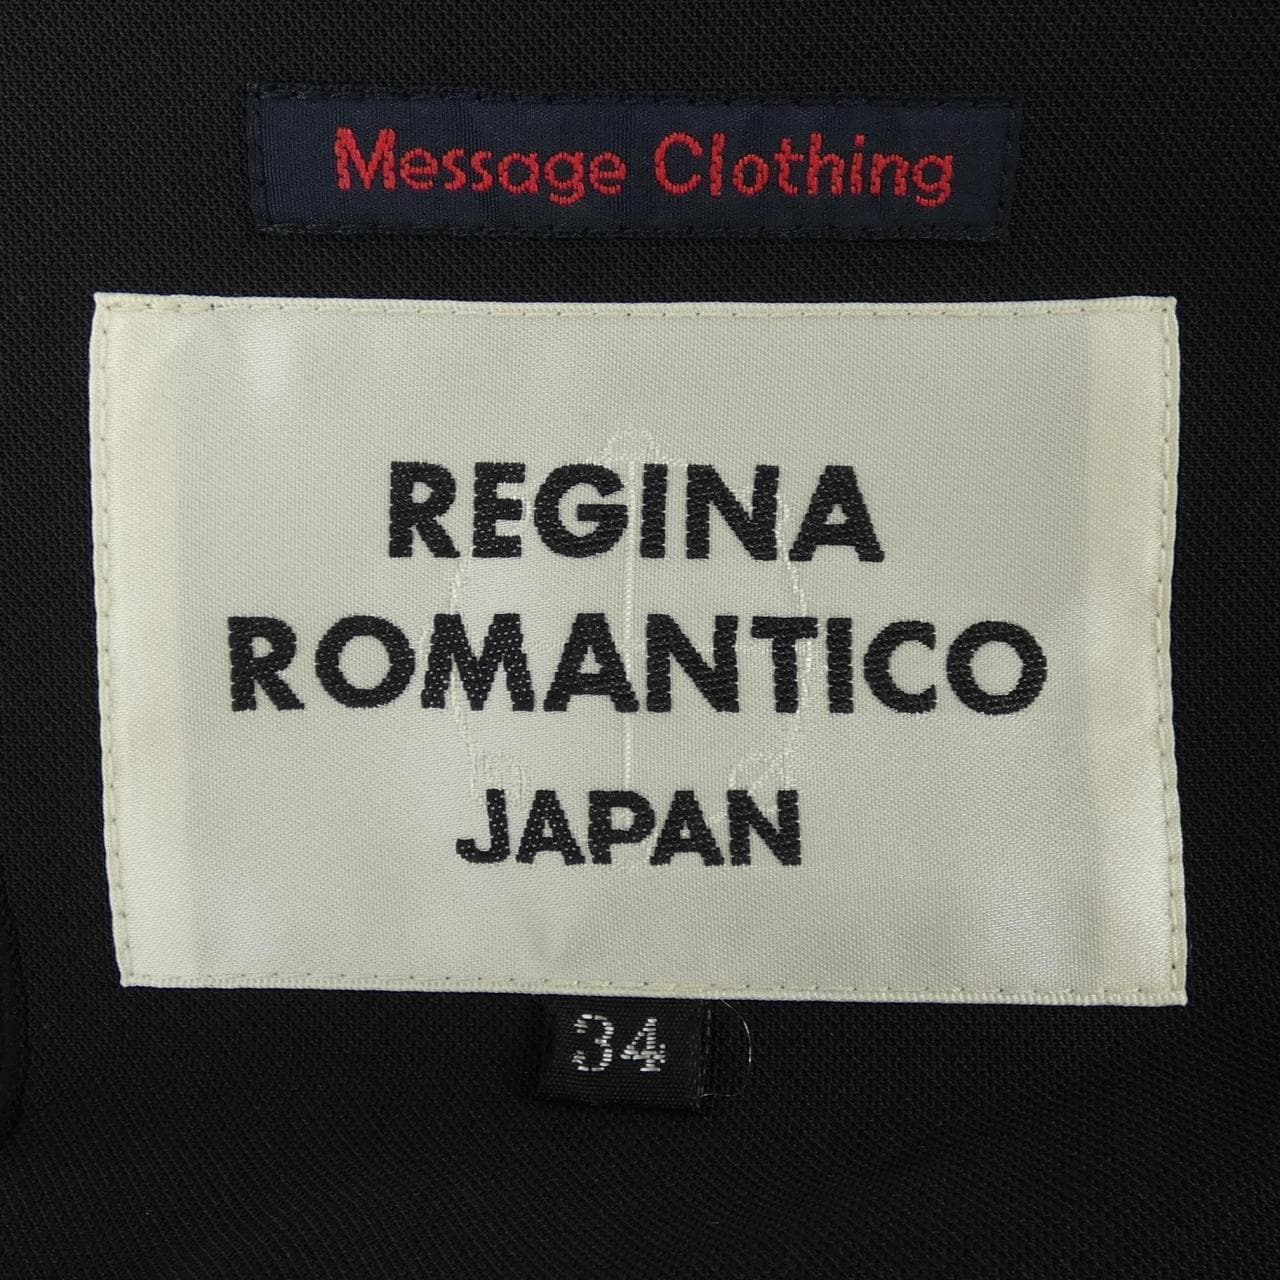 Message Clothing
REGINA
ROMANTICO
JAPAN
34